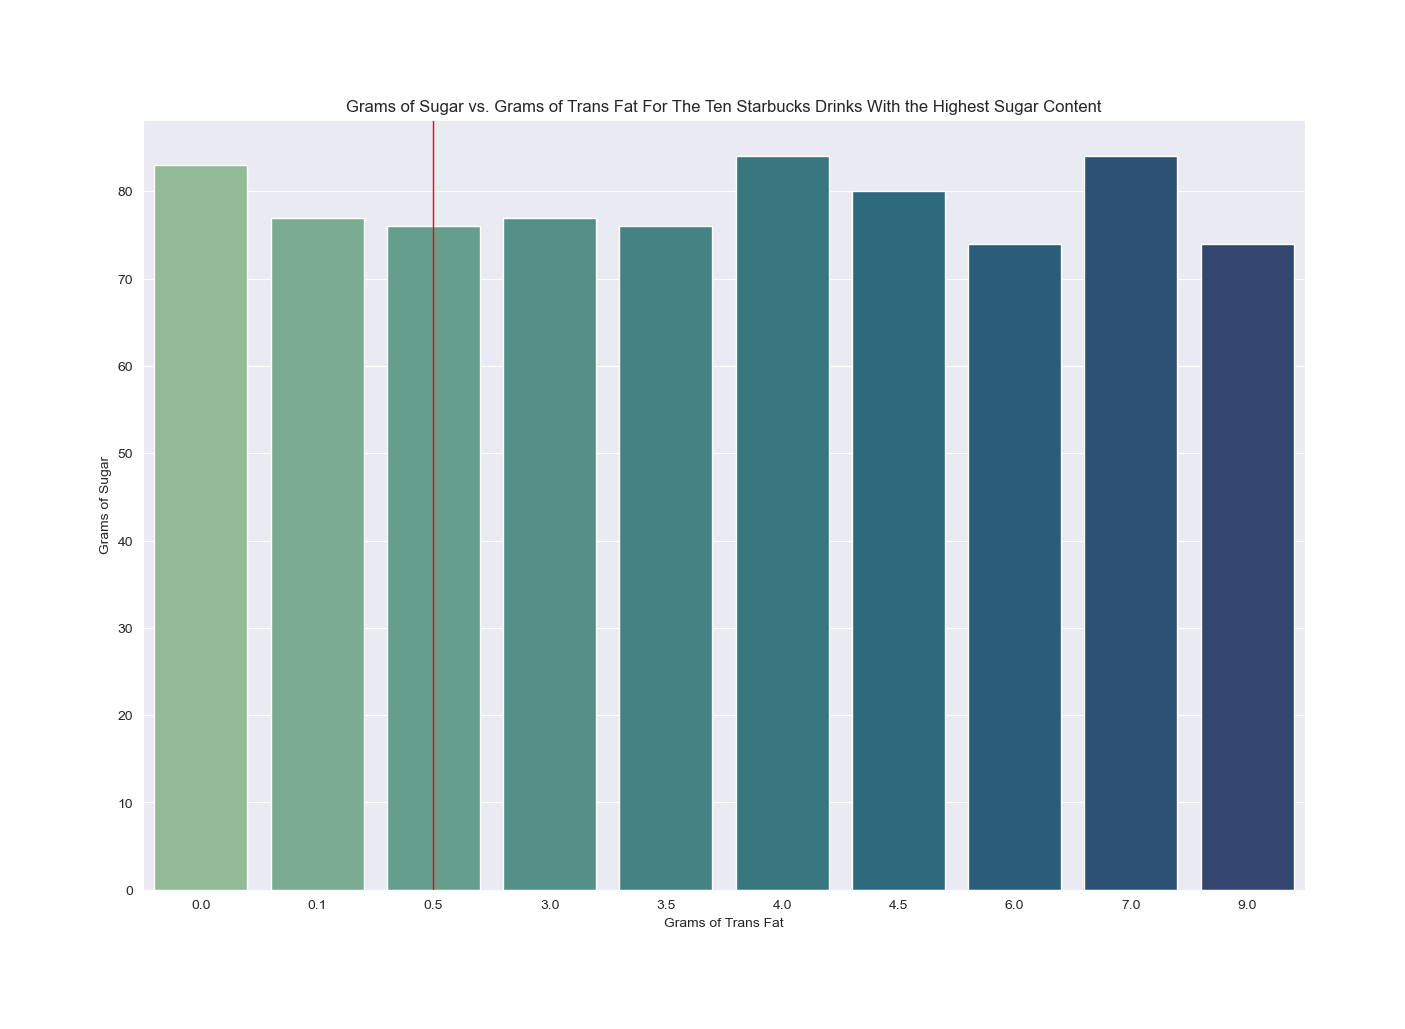 Grams of Sugar vs. Grams of Trans Fat For The Ten Starbucks Drinks With the Highest Sugar Content
80
70
60
50
40
30
20
10
0
Grams of Sugar
0.0 0.1 0.5 3.0 3.5 4.0 4.5 6.0 7.0 9.0
Grams of Trans Fat